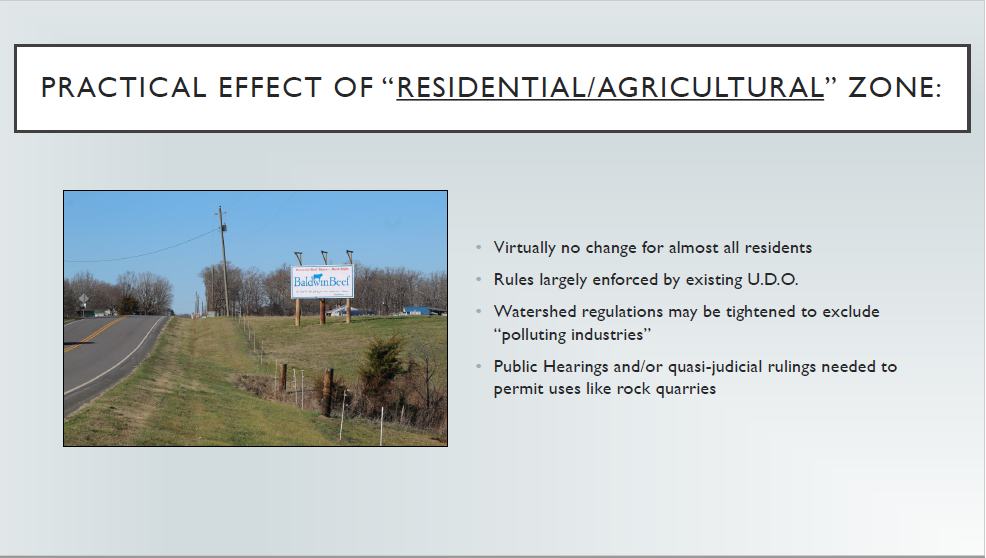 PRACTICAL EFFECT OF “RESIDENTIAL/AGRICULTURAL” ZONE:
BaldwinBeef
Virtually no change for almost all residents
Rules largely enforced by existing U.D.O.
Watershed regulations may be tightened to exclude
“polluting industries”
Public Hearings and/or quasi-judicial rulings needed to
permit uses like rock quarries